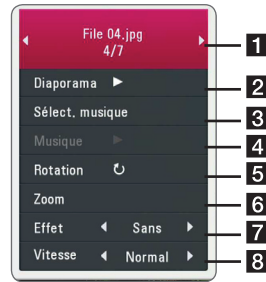 File 04.jpg
4/7
1
Diaporama
2
Sélect. musique
3
Musique
4
Rotation
5
Zoom
6
Effet Sans
7
Vitesse Normal
8